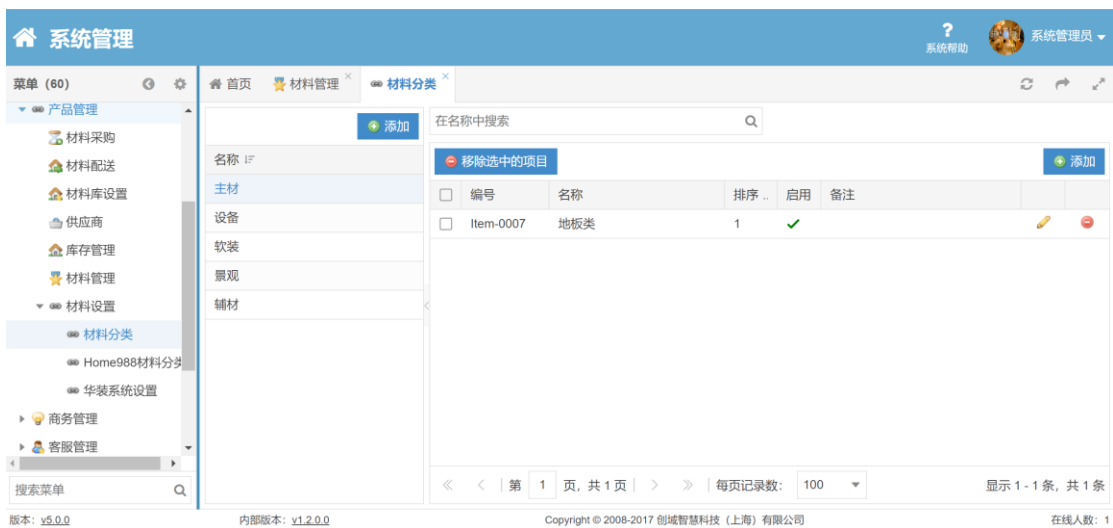 系统管理
系统帮助
系统管理员
菜单 (60)
首页
材料管理
材料分类
产品管理
材料采购
材料配送
材料库设置
供应商
库存管理
材料管理
材料设置
材料分类
Home988材料分类
华装系统设置
商务管理
客服管理
搜索菜单
添加
名称
主材
设备
软装
景观
辅材
在名称中搜索
移除选中的项目
添加
编号 名称 排序 .. 启用 备注
Item-0007 地板类 1
第 1 页, 共 1 页 每页记录数: 100 显示 1 - 1 条, 共 1 条
版本: v5.0.0 内部版本: v1.2.0.0 Copyright © 2008-2017 创域智慧科技 (上海) 有限公司 在线人数: 1